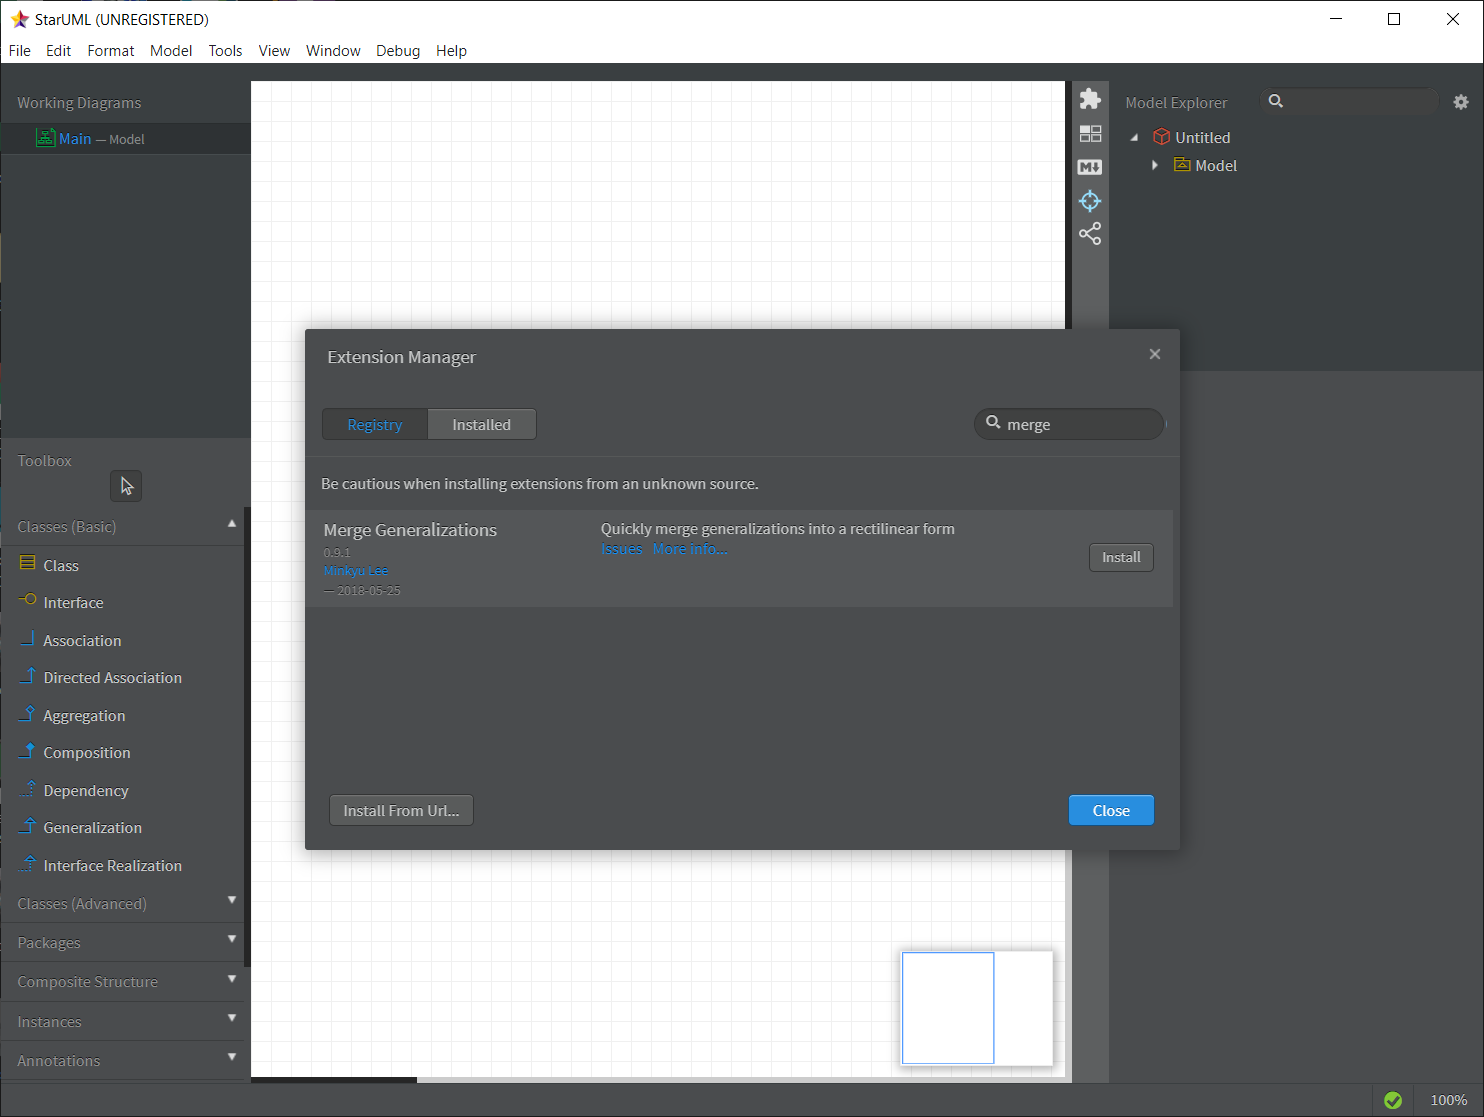 StarUML (UNREGISTERED)
File Edit Format Model Tools View Window Debug Help
Working Diagrams
Main — Model
Toolbox
Classes (Basic)
Class
Interface
Association
Directed Association
Aggregation
Composition
Dependency
Generalization
Interface Realization
Classes (Advanced)
Packages
Composite Structure
Instances
Annotations
M
Model Explorer
Untitled
Model
Extension Manager
Registry Installed
merge
Be cautious when installing extensions from an unknown source.
Merge Generalizations
0.9.1
Minkyu Lee
— 2018-05-25
Quickly merge generalizations into a rectilinear form
Issues More info...
Install
Install From Url...
Close
100%